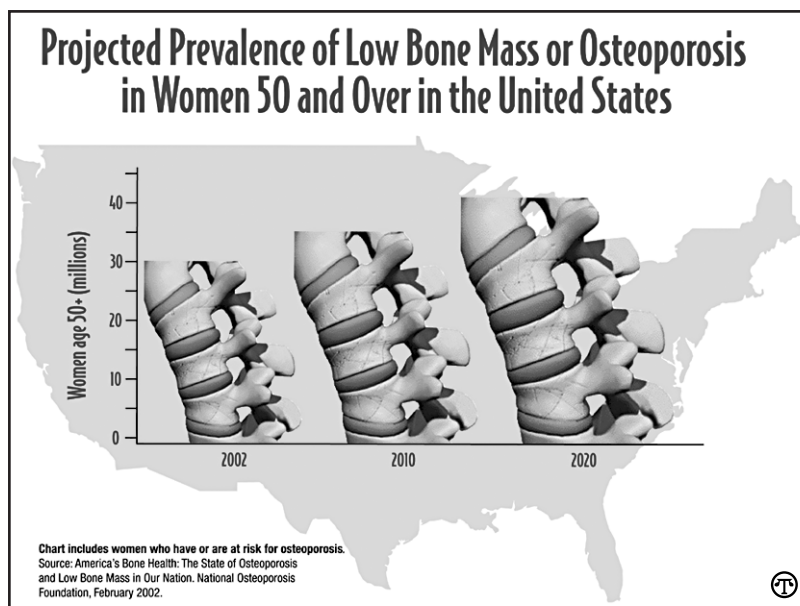 Projected Prevalence of Low Bone Mass or Osteoporosis
in Women 50 and Over in the United States
Women age 50+ (millions)
40
30
20
10
0
2002
2010
2020
Chart includes women who have or are at risk for osteoporosis.
Source: America's Bone Health: The State of Osteoporosis
and Low Bone Mass in Our Nation. National Osteoporosis
Foundation, February 2002.